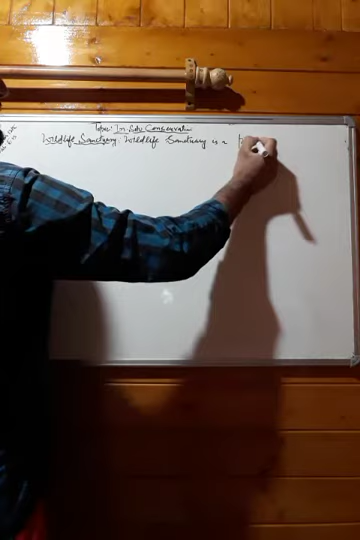 Topic: In Situ Conservation
Wildlife Sanctuary: Wildlife Sanctuary is a